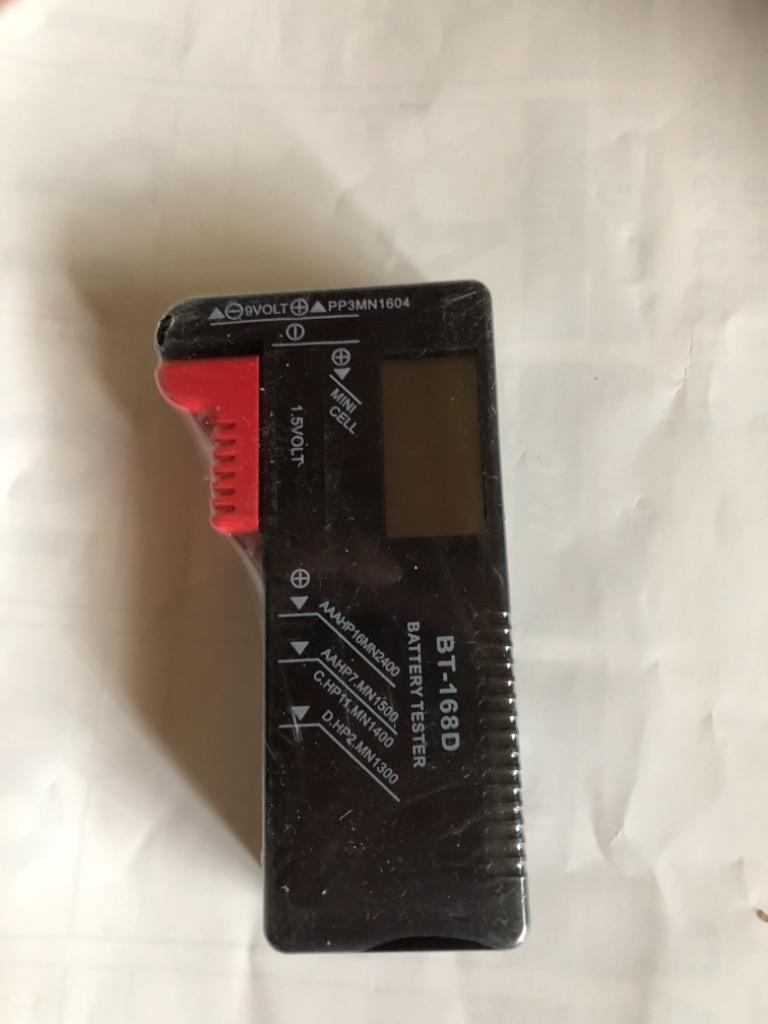 9VOLT PP3MN1604
MINI
CELL
1.5VOLT
AAAHP16MN2400
AAHP7.MN1500
C.HP11.MN1400
D.HP2.MN1300
BT-168D
BATTERY TESTER